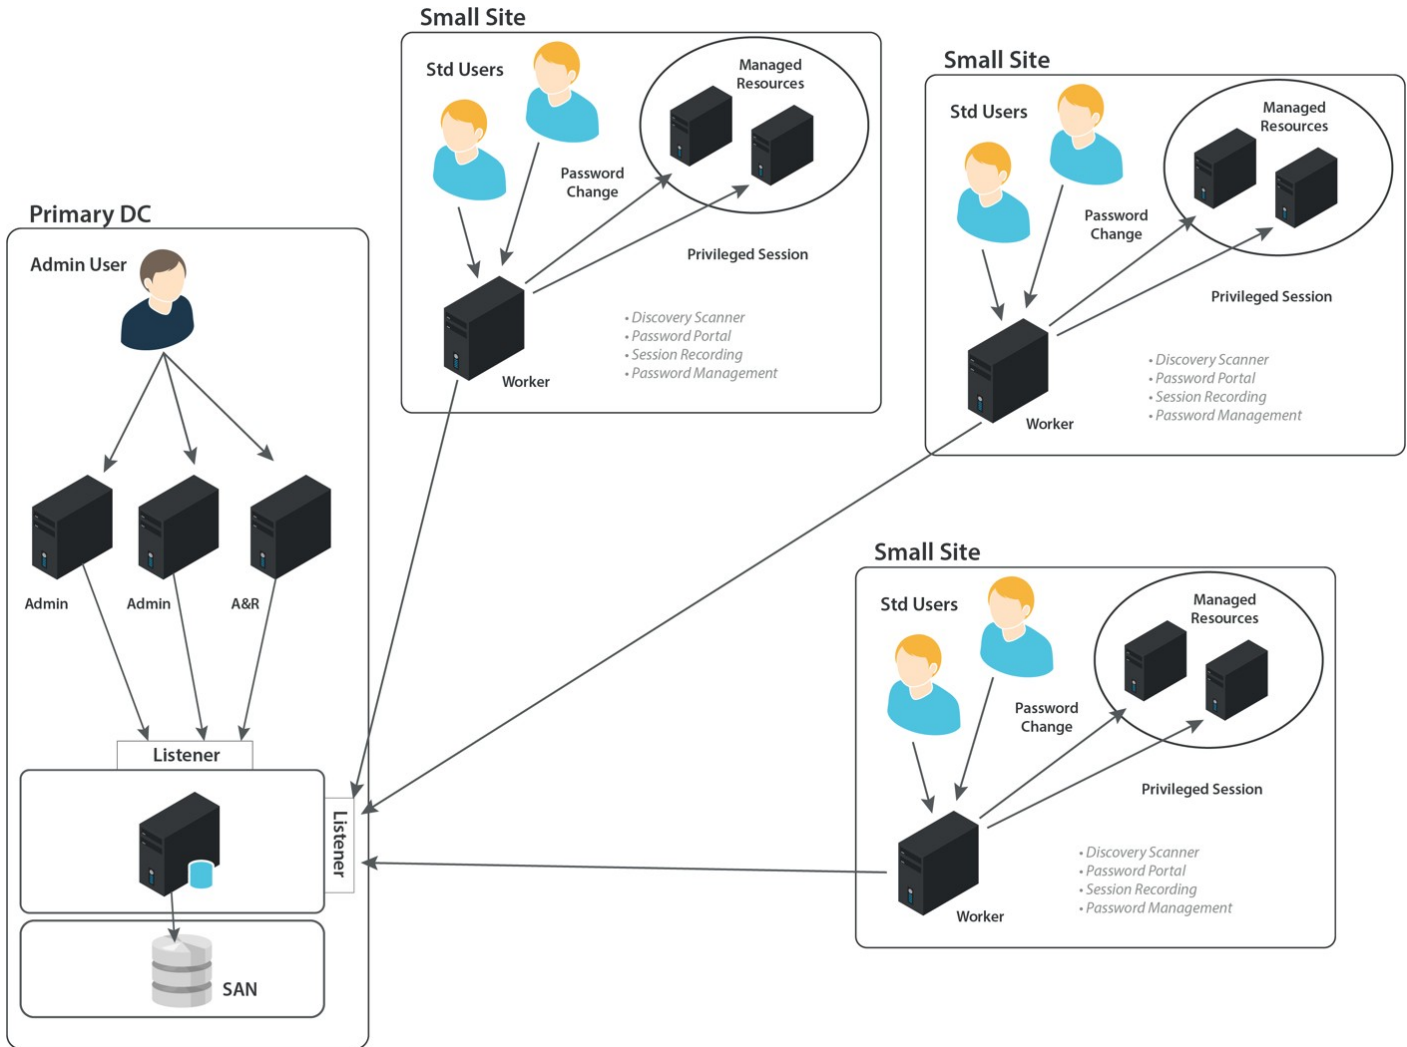 Primary DC
Admin User
Admin
Admin
A&R
Listener
Listener
SAN
Small Site
Std Users
Managed
Resources
Password
Change
Privileged Session
• Discovery Scanner
• Password Portal
• Session Recording
• Password Management
Worker
Small Site
Std Users
Managed
Resources
Password
Change
Privileged Session
• Discovery Scanner
• Password Portal
• Session Recording
• Password Management
Worker
Small Site
Std Users
Managed
Resources
Password
Change
Privileged Session
• Discovery Scanner
• Password Portal
• Session Recording
• Password Management
Worker